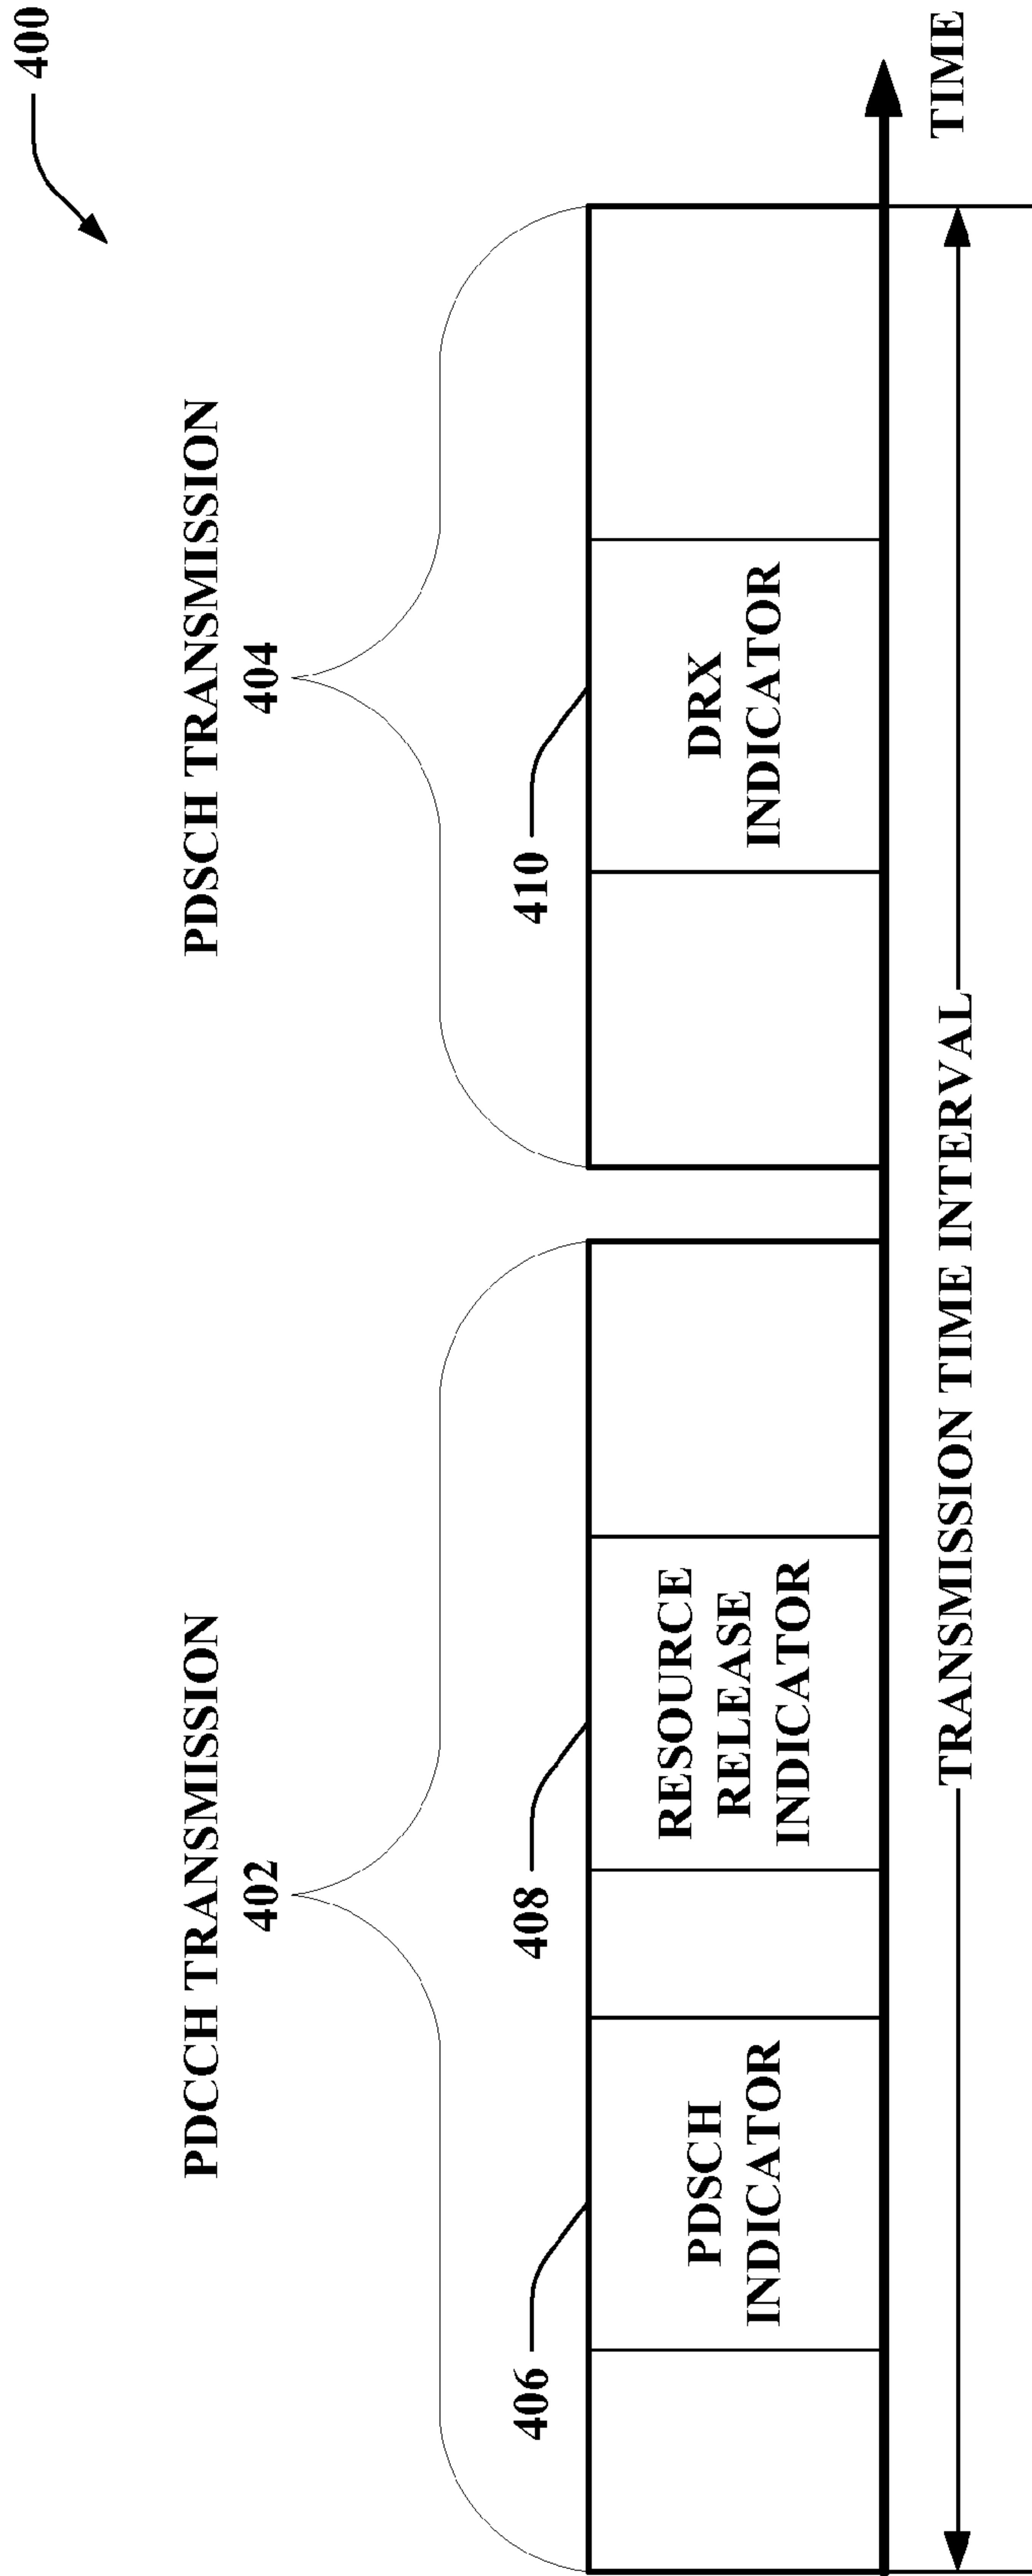 400
PDCCH TRANSMISSION
402
PDSCH TRANSMISSION
404
406
408
410
PDSCH
INDICATOR
RESOURCE
RELEASE
INDICATOR
DRX
INDICATOR
TIME
TRANSMISSION TIME INTERVAL